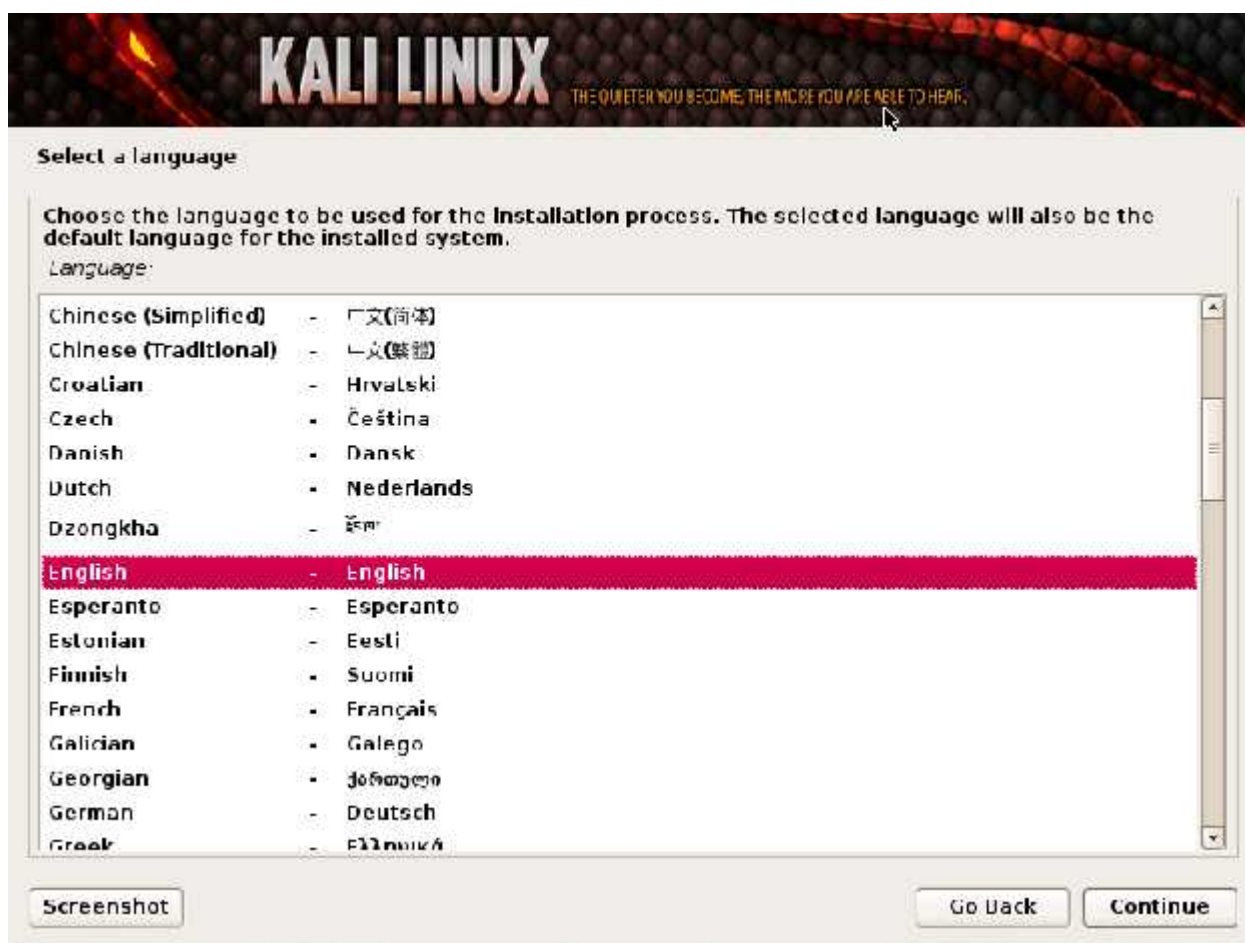 KALI LINUX
THE QUIETER YOU BECOME, THE MORE YOU ARE ABLE TO HEAR.
Select a language
Choose the language to be used for the installation process. The selected language will also be the
default language for the installed system.
Language:
Chinese (Simplified) - 中文(简体)
Chinese (Traditional) - 中文(繁體)
Croatian - Hrvatski
Czech - Čeština
Danish - Dansk
Dutch - Nederlands
Dzongkha -
English - English
Esperanto - Esperanto
Estonian - Eesti
Finnish - Suomi
French - Français
Galician - Galego
Georgian - ქართული
German - Deutsch
Greek - Ελληνικά
Screenshot Go Back Continue